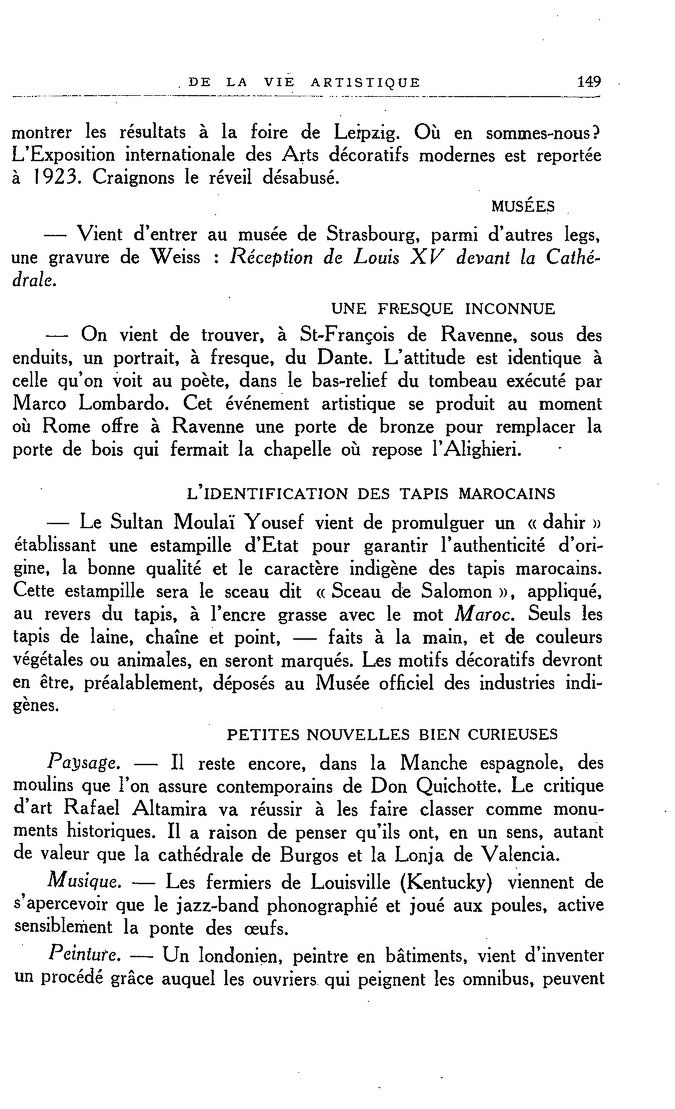 DE LA VIE ARTISTIQUE 149
montrer les résultats à la foire de Leipzig. Où en sommes-nous?
L'Exposition internationale des Arts décoratifs modernes est reportée
à 1923. Craignons le réveil désabusé.
MUSÉES
— Vient d'entrer au musée de Strasbourg, parmi d'autres legs,
une gravure de Weiss : Réception de Louis XV devant la Cathé-
drale.
UNE FRESQUE INCONNUE
— On vient de trouver, à St-François de Ravenne, sous des
enduits, un portrait, à fresque, du Dante. L'attitude est identique à
celle qu'on voit au poète, dans le bas-relief du tombeau exécuté par
Marco Lombardo. Cet événement artistique se produit au moment
où Rome offre à Ravenne une porte de bronze pour remplacer la
porte de bois qui fermait la chapelle où repose l'Alighieri.
L'IDENTIFICATION DES TAPIS MAROCAINS
— Le Sultan Moulaï Yousef vient de promulguer un « dahir »
établissant une estampille d'Etat pour garantir l'authenticité d'ori-
gine, la bonne qualité et le caractère indigène des tapis marocains.
Cette estampille sera le sceau dit « Sceau de Salomon », appliqué,
au revers du tapis, à l'encre grasse avec le mot Maroc. Seuls les
tapis de laine, chaîne et point, — faits à la main, et de couleurs
végétales ou animales, en seront marqués. Les motifs décoratifs devront
en être, préalablement, déposés au Musée officiel des industries indi-
gènes.
PETITES NOUVELLES BIEN CURIEUSES
Paysage. — Il reste encore, dans la Manche espagnole, des
moulins que l'on assure contemporains de Don Quichotte. Le critique
d'art Rafael Altamira va réussir à les faire classer comme monu-
ments historiques. Il a raison de penser qu'ils ont, en un sens, autant
de valeur que la cathédrale de Burgos et la Lonja de Valencia.
Musique. — Les fermiers de Louisville (Kentucky) viennent de
s'apercevoir que le jazz-band phonographié et joué aux poules, active
sensiblement la ponte des œufs.
Peinture. — Un londonien, peintre en bâtiments, vient d'inventer
un procédé grâce auquel les ouvriers qui peignent les omnibus, peuvent